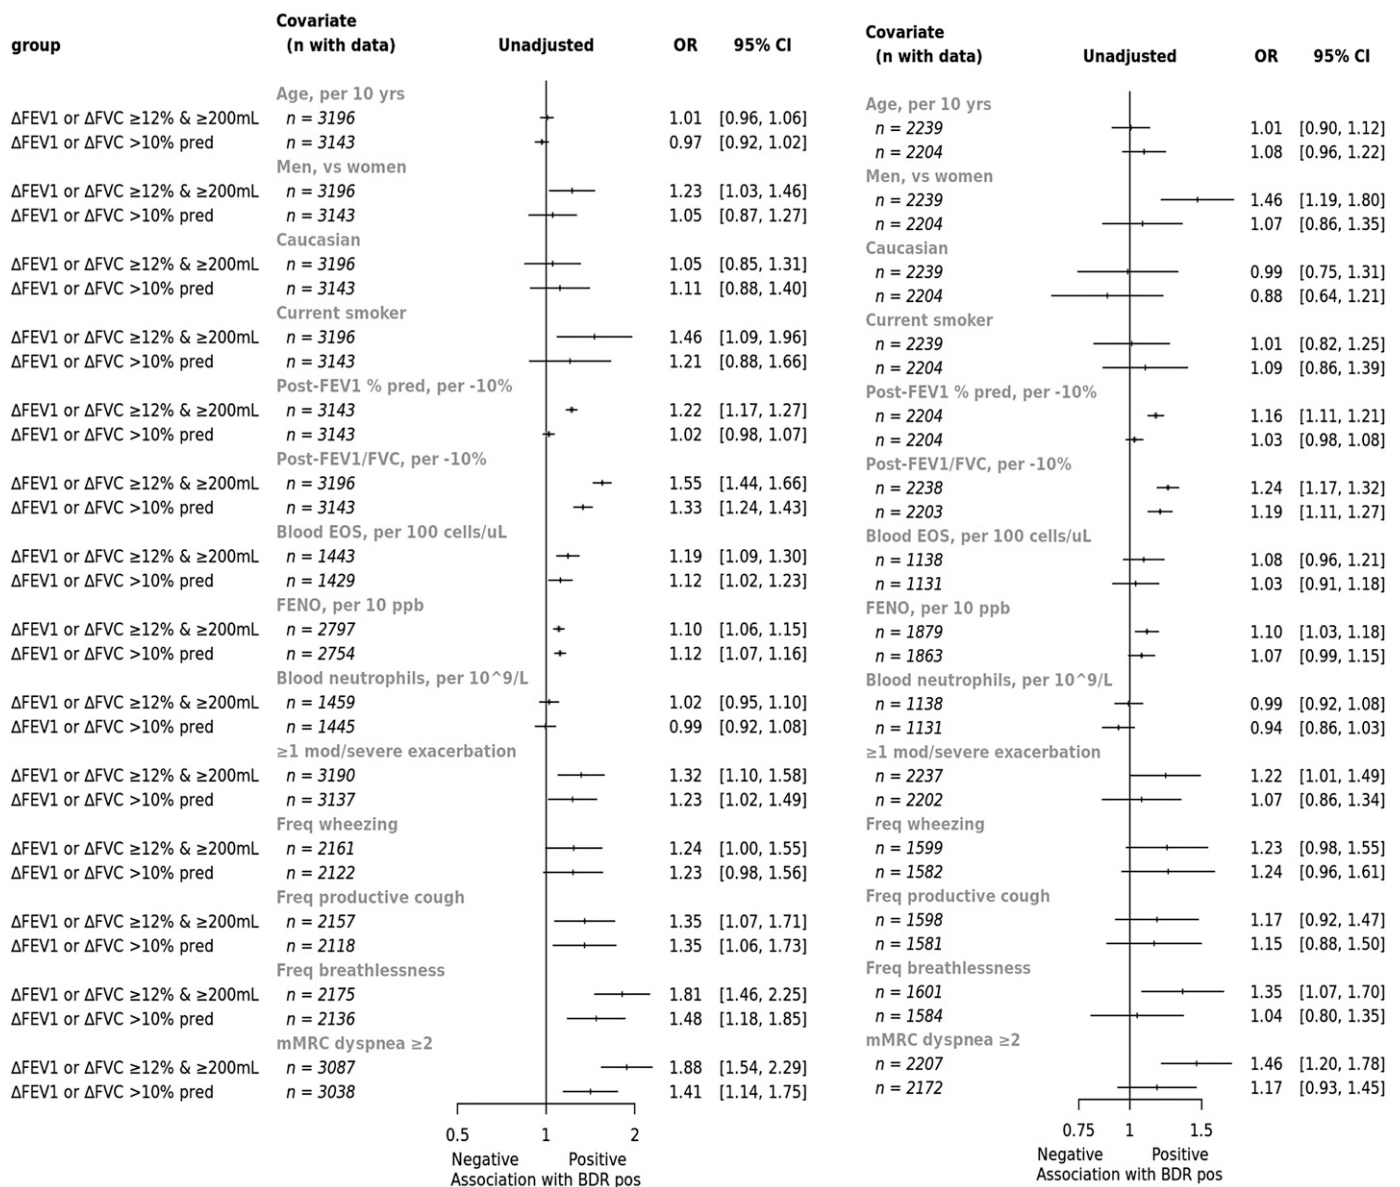 group Covariate (n with data) Unadjusted OR 95% CI
Age, per 10 yrs
ΔFEV1 or ΔFVC ≥12% & ≥200mL n = 3196 1.01 [0.96, 1.06]
ΔFEV1 or ΔFVC >10% pred n = 3143 0.97 [0.92, 1.02]
Men, vs women
ΔFEV1 or ΔFVC ≥12% & ≥200mL n = 3196 1.23 [1.03, 1.46]
ΔFEV1 or ΔFVC >10% pred n = 3143 1.05 [0.87, 1.27]
Caucasian
ΔFEV1 or ΔFVC ≥12% & ≥200mL n = 3196 1.05 [0.85, 1.31]
ΔFEV1 or ΔFVC >10% pred n = 3143 1.11 [0.88, 1.40]
Current smoker
ΔFEV1 or ΔFVC ≥12% & ≥200mL n = 3196 1.46 [1.09, 1.96]
ΔFEV1 or ΔFVC >10% pred n = 3143 1.21 [0.88, 1.66]
Post-FEV1 % pred, per -10%
ΔFEV1 or ΔFVC ≥12% & ≥200mL n = 3143 1.22 [1.17, 1.27]
ΔFEV1 or ΔFVC >10% pred n = 3143 1.02 [0.98, 1.07]
Post-FEV1/FVC, per -10%
ΔFEV1 or ΔFVC ≥12% & ≥200mL n = 3196 1.55 [1.44, 1.66]
ΔFEV1 or ΔFVC >10% pred n = 3143 1.33 [1.24, 1.43]
Blood EOS, per 100 cells/uL
ΔFEV1 or ΔFVC ≥12% & ≥200mL n = 1443 1.19 [1.09, 1.30]
ΔFEV1 or ΔFVC >10% pred n = 1429 1.12 [1.02, 1.23]
FENO, per 10 ppb
ΔFEV1 or ΔFVC ≥12% & ≥200mL n = 2797 1.10 [1.06, 1.15]
ΔFEV1 or ΔFVC >10% pred n = 2754 1.12 [1.07, 1.16]
Blood neutrophils, per 10^9/L
ΔFEV1 or ΔFVC ≥12% & ≥200mL n = 1459 1.02 [0.95, 1.10]
ΔFEV1 or ΔFVC >10% pred n = 1445 0.99 [0.92, 1.08]
≥1 mod/severe exacerbation
ΔFEV1 or ΔFVC ≥12% & ≥200mL n = 3190 1.32 [1.10, 1.58]
ΔFEV1 or ΔFVC >10% pred n = 3137 1.23 [1.02, 1.49]
Freq wheezing
ΔFEV1 or ΔFVC ≥12% & ≥200mL n = 2161 1.24 [1.00, 1.55]
ΔFEV1 or ΔFVC >10% pred n = 2122 1.23 [0.98, 1.56]
Freq productive cough
ΔFEV1 or ΔFVC ≥12% & ≥200mL n = 2157 1.35 [1.07, 1.71]
ΔFEV1 or ΔFVC >10% pred n = 2118 1.35 [1.06, 1.73]
Freq breathlessness
ΔFEV1 or ΔFVC ≥12% & ≥200mL n = 2175 1.81 [1.46, 2.25]
ΔFEV1 or ΔFVC >10% pred n = 2136 1.48 [1.18, 1.85]
mMRC dyspnea ≥2
ΔFEV1 or ΔFVC ≥12% & ≥200mL n = 3087 1.88 [1.54, 2.29]
ΔFEV1 or ΔFVC >10% pred n = 3038 1.41 [1.14, 1.75]
0.5 1 2
Negative Positive
Association with BDR pos
Covariate (n with data) Unadjusted OR 95% CI
Age, per 10 yrs
n = 2239 1.01 [0.90, 1.12]
n = 2204 1.08 [0.96, 1.22]
Men, vs women
n = 2239 1.46 [1.19, 1.80]
n = 2204 1.07 [0.86, 1.35]
Caucasian
n = 2239 0.99 [0.75, 1.31]
n = 2204 0.88 [0.64, 1.21]
Current smoker
n = 2239 1.01 [0.82, 1.25]
n = 2204 1.09 [0.86, 1.39]
Post-FEV1 % pred, per -10%
n = 2204 1.16 [1.11, 1.21]
n = 2204 1.03 [0.98, 1.08]
Post-FEV1/FVC, per -10%
n = 2238 1.24 [1.17, 1.32]
n = 2203 1.19 [1.11, 1.27]
Blood EOS, per 100 cells/uL
n = 1138 1.08 [0.96, 1.21]
n = 1131 1.03 [0.91, 1.18]
FENO, per 10 ppb
n = 1879 1.10 [1.03, 1.18]
n = 1863 1.07 [0.99, 1.15]
Blood neutrophils, per 10^9/L
n = 1138 0.99 [0.92, 1.08]
n = 1131 0.94 [0.86, 1.03]
≥1 mod/severe exacerbation
n = 2237 1.22 [1.01, 1.49]
n = 2202 1.07 [0.86, 1.34]
Freq wheezing
n = 1599 1.23 [0.98, 1.55]
n = 1582 1.24 [0.96, 1.61]
Freq productive cough
n = 1598 1.17 [0.92, 1.47]
n = 1581 1.15 [0.88, 1.50]
Freq breathlessness
n = 1601 1.35 [1.07, 1.70]
n = 1584 1.04 [0.80, 1.35]
mMRC dyspnea ≥2
n = 2207 1.46 [1.20, 1.78]
n = 2172 1.17 [0.93, 1.45]
0.75 1 1.5
Negative Positive
Association with BDR pos